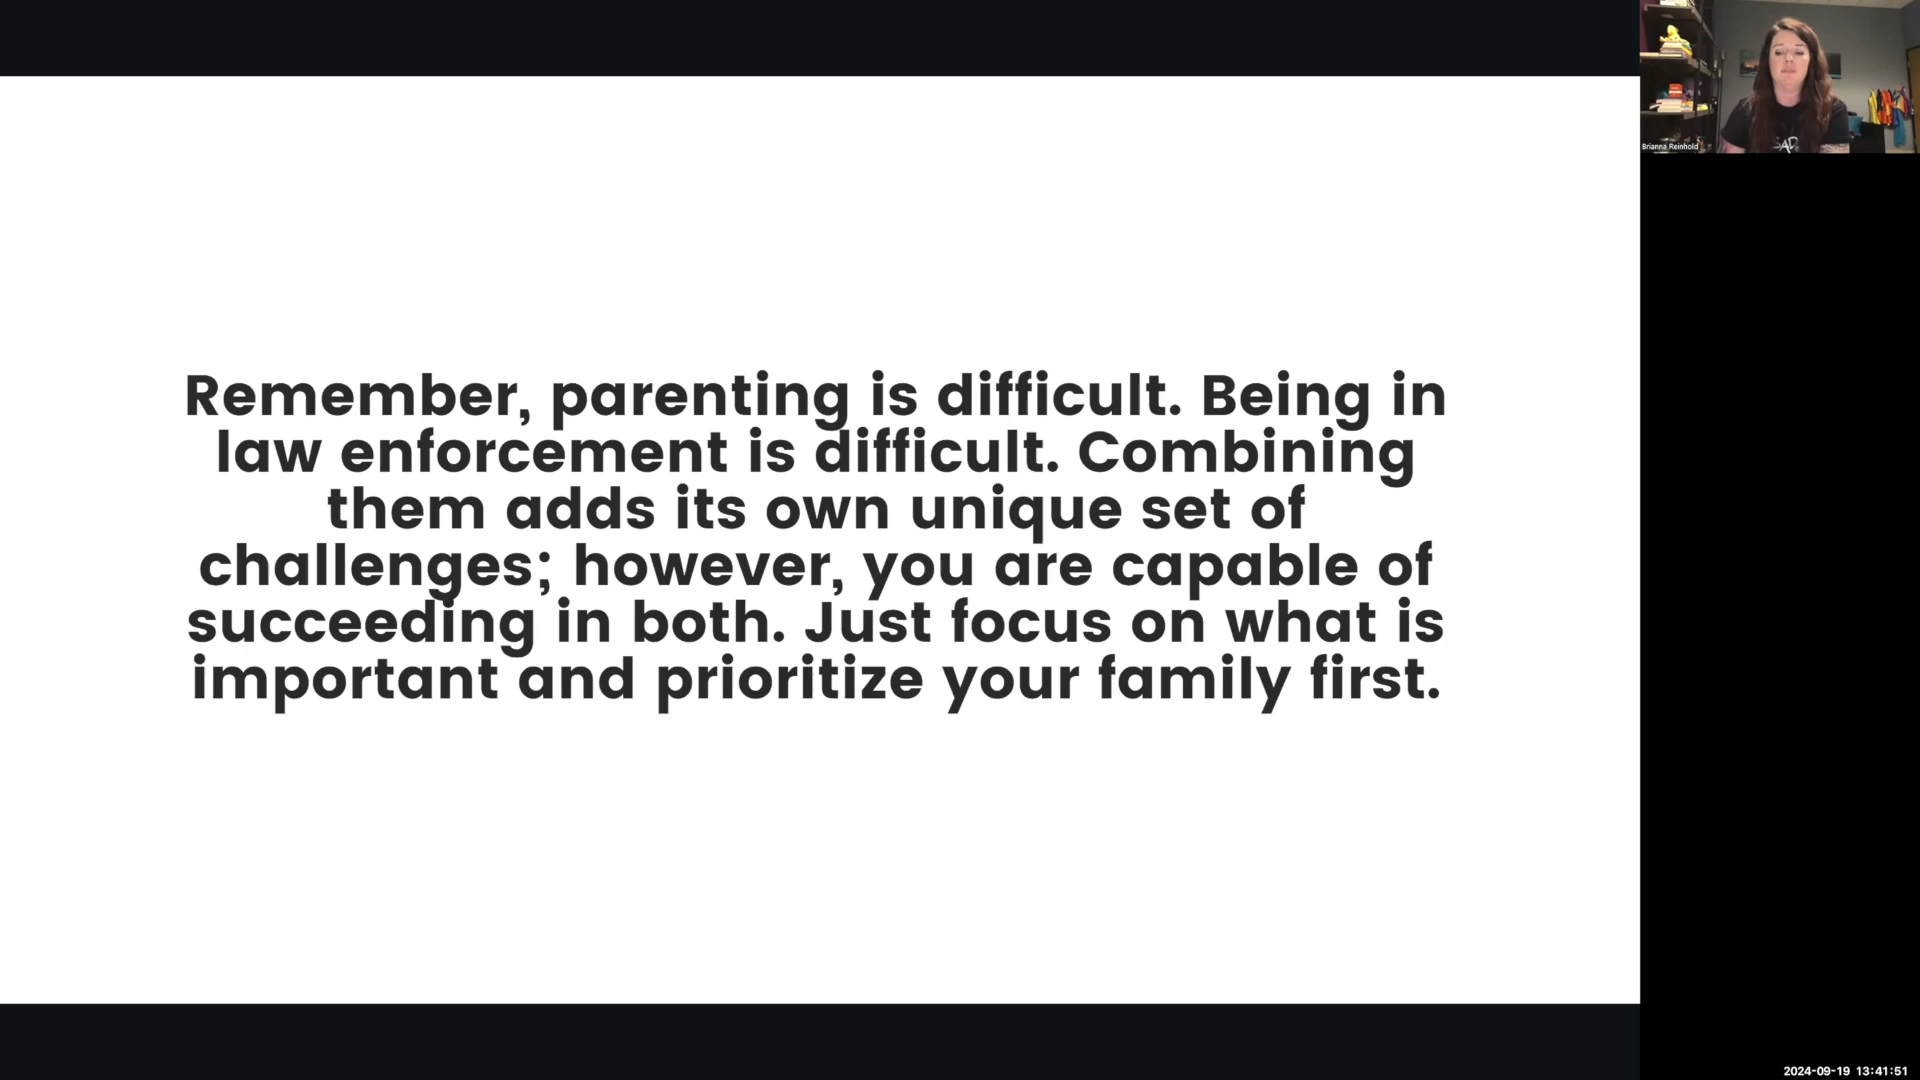 Remember, parenting is difficult. Being in
law enforcement is difficult. Combining
them adds its own unique set of
challenges; however, you are capable of
succeeding in both. Just focus on what is
important and prioritize your family first.
Brianna Reinhold
2024-09-19 13:41:51